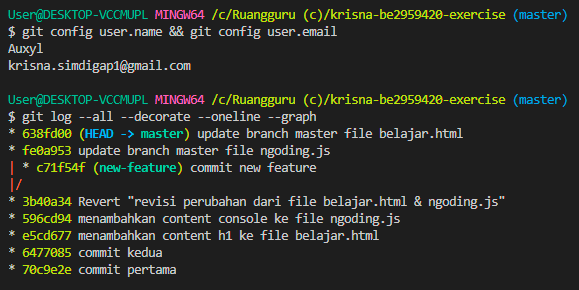 User@DESKTOP-VCCMUPL MINGW64 /c/Ruangguru (c)/krisna-be2959420-exercise (master)
$ git config user.name && git config user.email
Auxyl
krisna.simdigap1@gmail.com
User@DESKTOP-VCCMUPL MINGW64 /c/Ruangguru (c)/krisna-be2959420-exercise (master)
$ git log --all --decorate --oneline --graph
* 638fd00 (HEAD -> master) update branch master file belajar.html
* fe0a953 update branch master file ngoding.js
| * c71f54f (new-feature) commit new feature
|/
* 3b40a34 Revert "revisi perubahan dari file belajar.html & ngoding.js"
* 596cd94 menambahkan content console ke file ngoding.js
* e5cd677 menambahkan content h1 ke file belajar.html
* 6477085 commit kedua
* 70c9e2e commit pertama